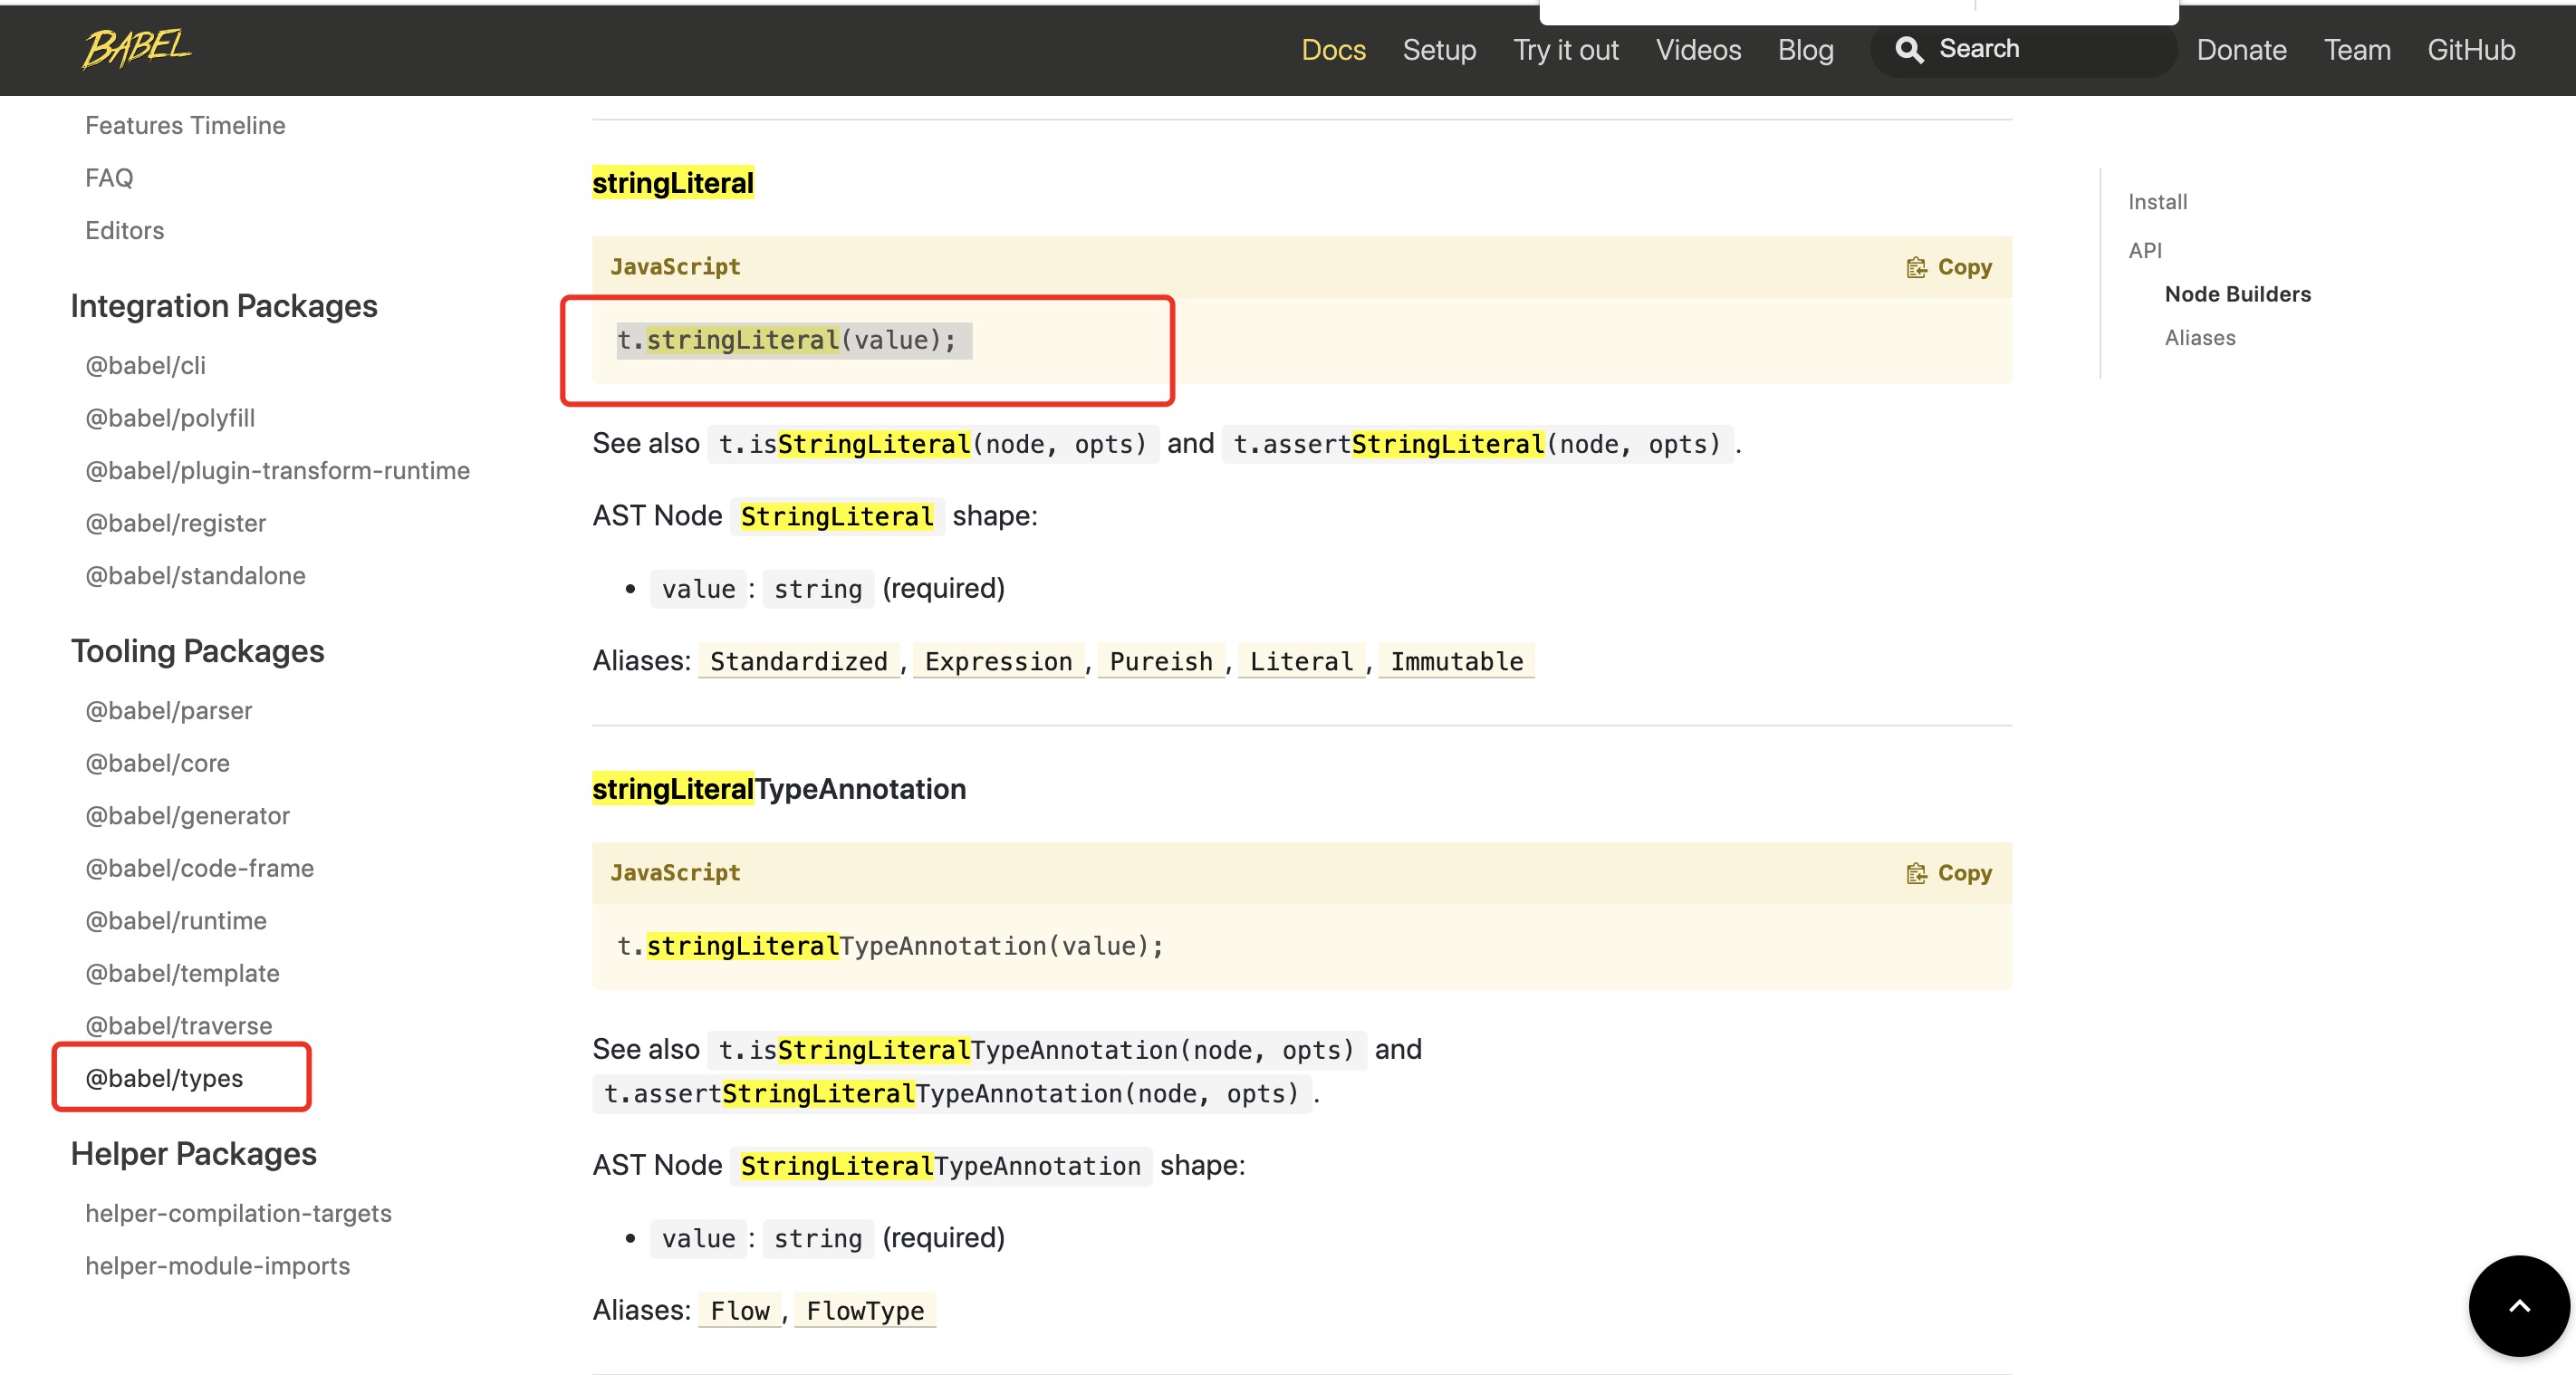 BABEL
Docs Setup Try it out Videos Blog Search Donate Team GitHub
Features Timeline
FAQ
Editors
Integration Packages
@babel/cli
@babel/polyfill
@babel/plugin-transform-runtime
@babel/register
@babel/standalone
Tooling Packages
@babel/parser
@babel/core
@babel/generator
@babel/code-frame
@babel/runtime
@babel/template
@babel/traverse
@babel/types
Helper Packages
helper-compilation-targets
helper-module-imports
stringLiteral
JavaScript Copy
t.stringLiteral(value);
See also t.isStringLiteral(node, opts) and t.assertStringLiteral(node, opts).
AST Node StringLiteral shape:
• value: string (required)
Aliases: Standardized, Expression, Pureish, Literal, Immutable
stringLiteralTypeAnnotation
JavaScript Copy
t.stringLiteralTypeAnnotation(value);
See also t.isStringLiteralTypeAnnotation(node, opts) and
t.assertStringLiteralTypeAnnotation(node, opts).
AST Node StringLiteralTypeAnnotation shape:
• value: string (required)
Aliases: Flow, FlowType
Install
API
Node Builders
Aliases